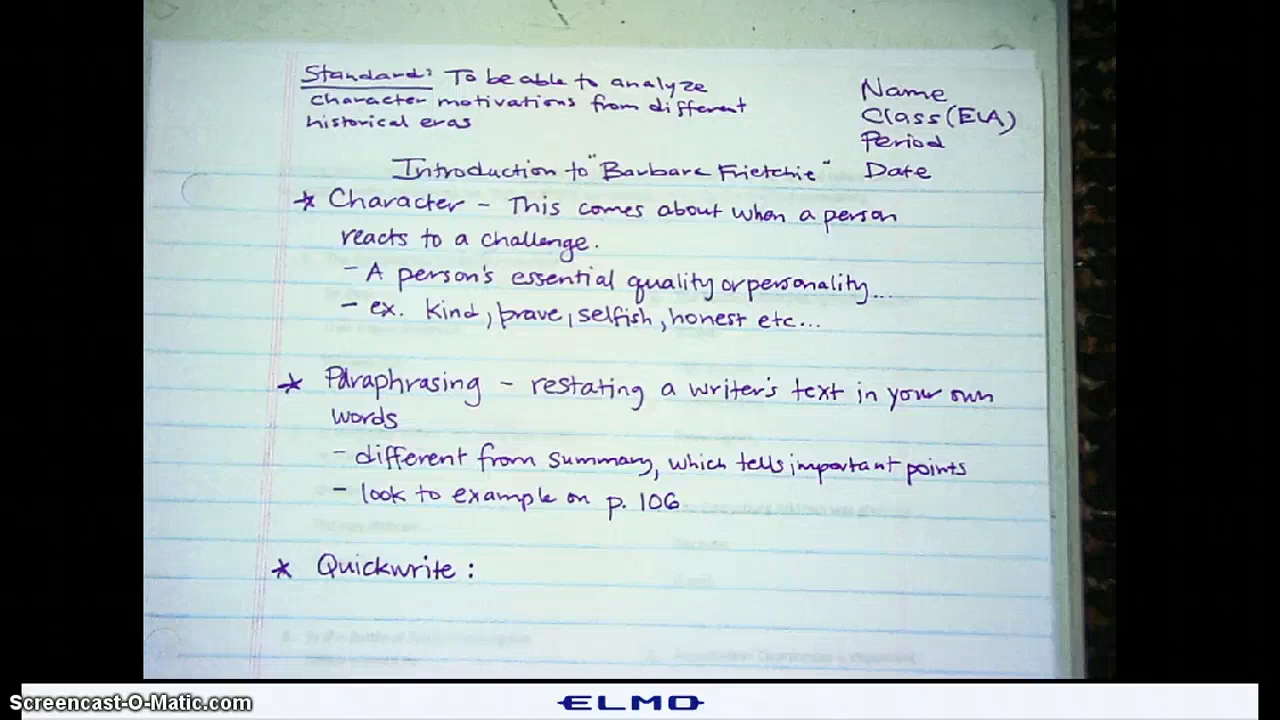 Standard: To be able to analyze
character motivations from different
historical eras
Name
Class (ELA)
Period
Date
Introduction to "Barbara Frietchie"
* Character - This comes about when a person
reacts to a challenge.
- A person's essential quality or personality...
- ex. kind, brave, selfish, honest etc...
* Paraphrasing - restating a writer's text in your own
words
- different from summary, which tells important points
- look to example on p. 106
* Quickwrite:
Screencast-O-Matic.com
ELMO